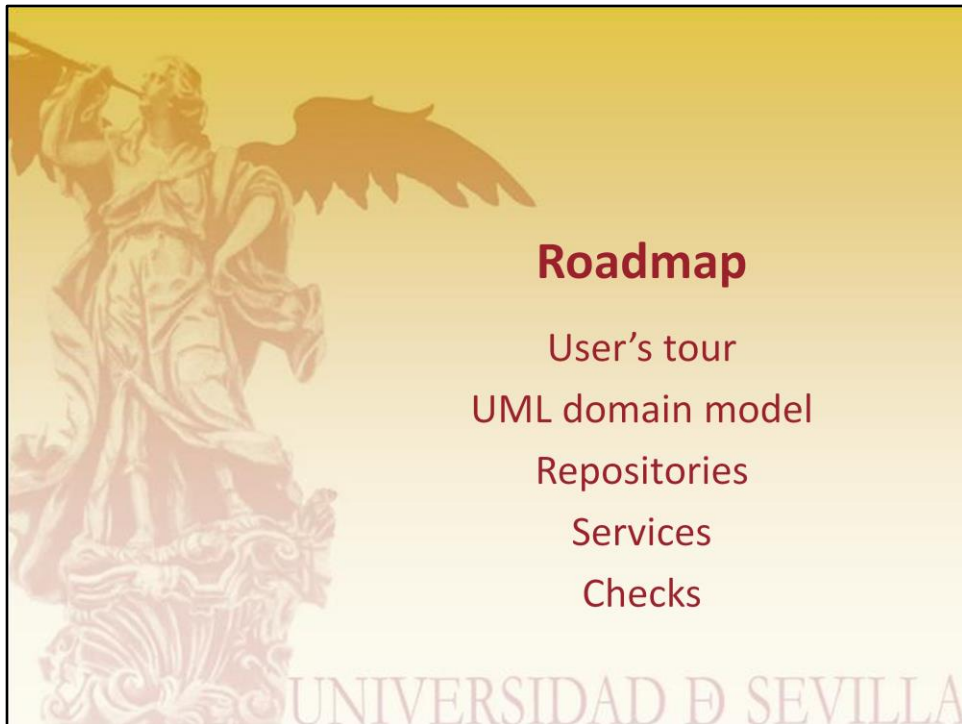 Roadmap
User’s tour
UML domain model
Repositories
Services
Checks
UNIVERSIDAD Đ SEVILLA